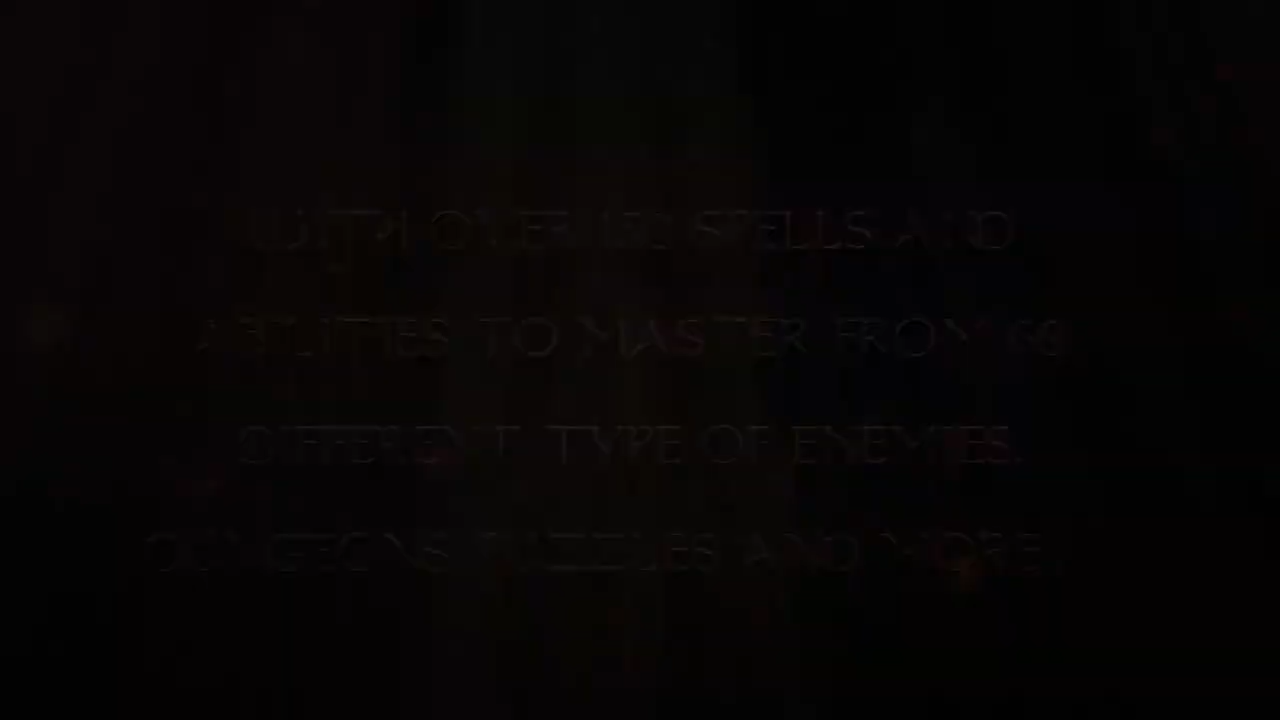 WITH OVER SPELLS AND
ABILITIES TO MASTER FROM
DIFFERENT TYPE OF ENEMIES.
DUNGEONS PUZZLES AND MORE.